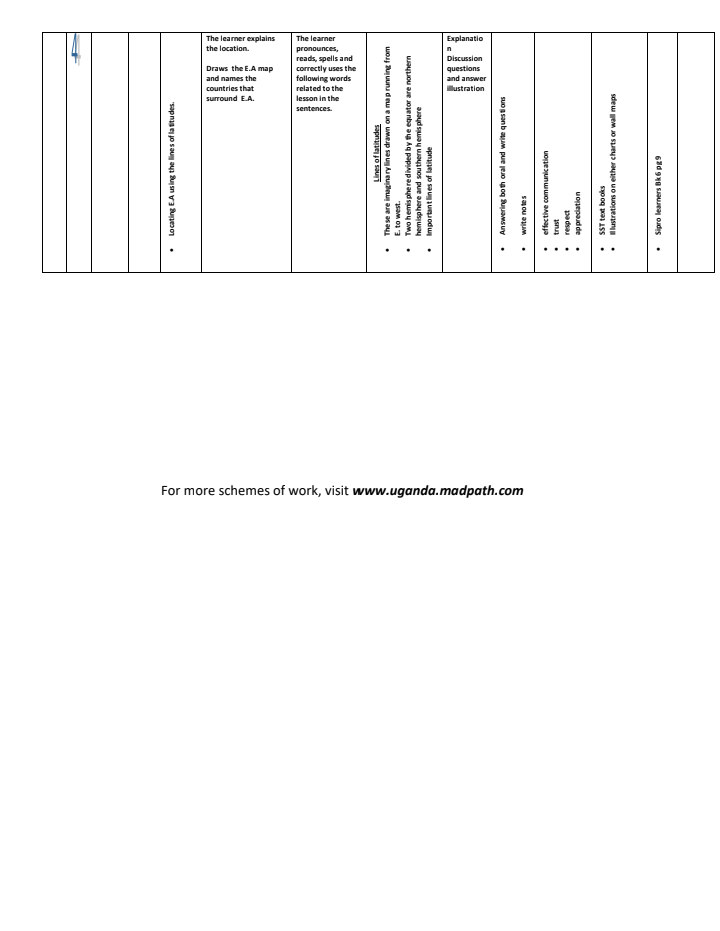 4
Locating E.A using the lines of latitudes.
The learner explains
the location.
Draws the E.A map
and names the
countries that
surround E.A.
The learner
pronounces,
reads, spells and
correctly uses the
following words
related to the
lesson in the
sentences.
Lines of latitudes
• These are imaginary lines drawn on a map running from
E. to west.
• Two hemisphere divided by the equator are northern
hemisphere and southern hemisphere
• Important lines of latitude
Explanatio
n
Discussion
questions
and answer
illustration
• Answering both oral and write questions
• write notes
• effective communication
• trust
• respect
• appreciation
• SST text books
• Illustrations on either charts or wall maps
• Sipro learners Bk 6 pg 9
For more schemes of work, visit www.uganda.madpath.com